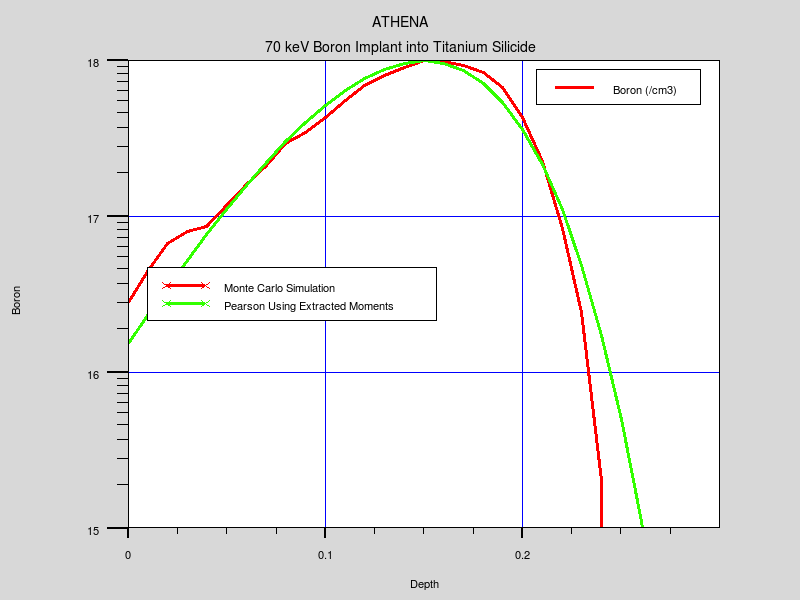 ATHENA
70 keV Boron Implant into Titanium Silicide
18
Boron (/cm3)
17
Monte Carlo Simulation
Pearson Using Extracted Moments
Boron
16
15
0
0.1
0.2
Depth